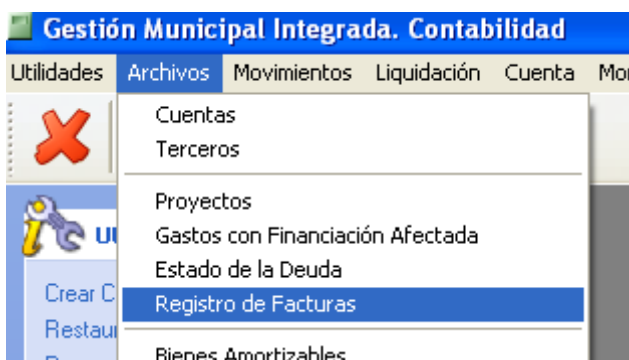 Gestión Municipal Integrada. Contabilidad
Utilidades Archivos Movimientos Liquidación Cuenta
Cuentas
Terceros
Proyectos
Gastos con Financiación Afectada
Estado de la Deuda
Crear
Registro de Facturas
Bienes Amortizables